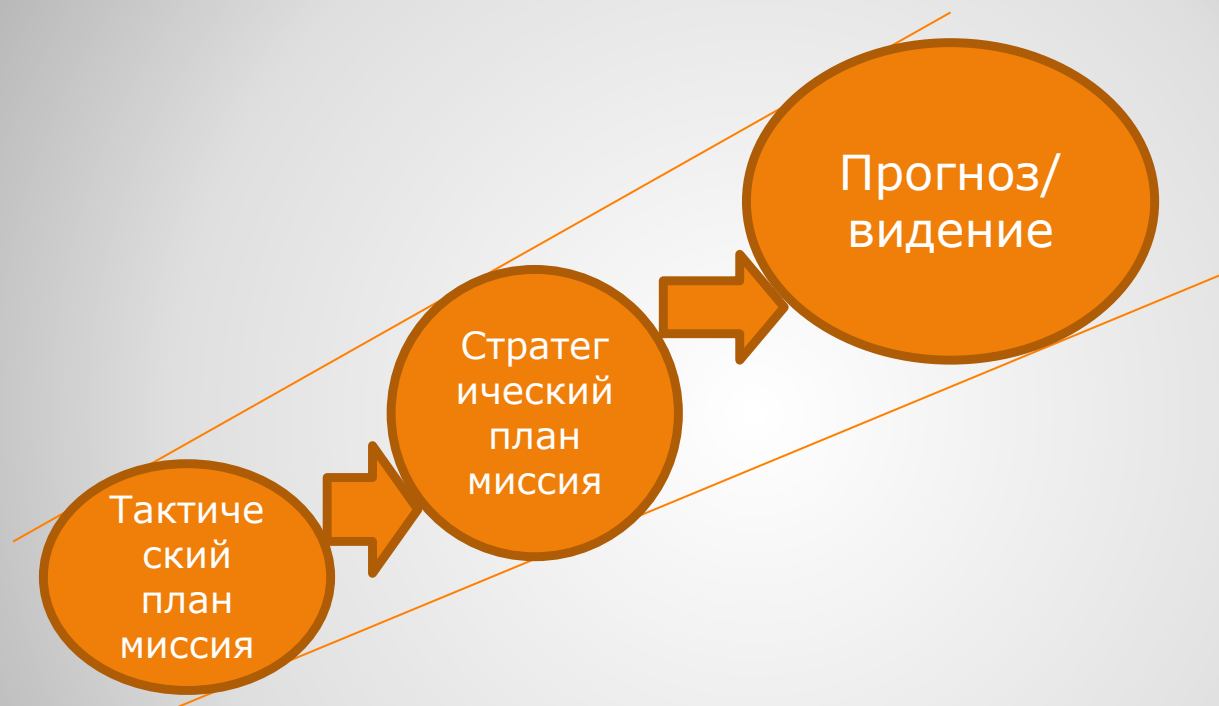 Прогноз/
видение
Стратег
ический
план
миссия
Тактиче
ский
план
миссия